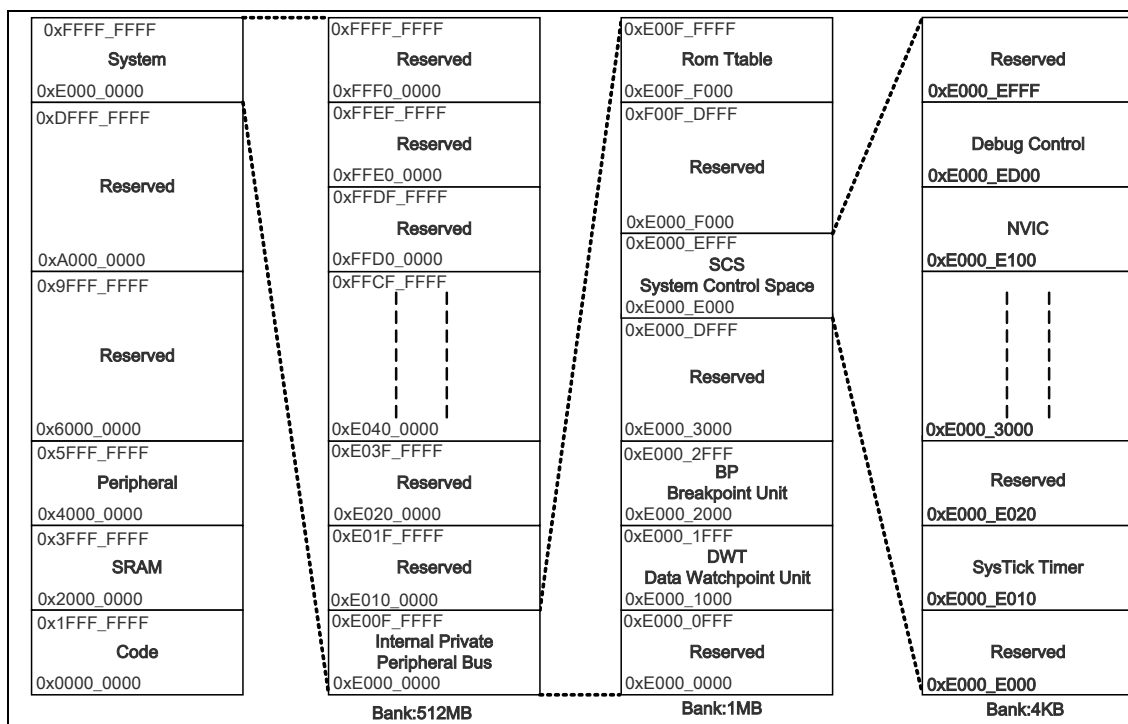 0xFFFF_FFFF
System
0xE000_0000
0xDFFF_FFFF
Reserved
0xA000_0000
0x9FFF_FFFF
Reserved
0x6000_0000
0x5FFF_FFFF
Peripheral
0x4000_0000
0x3FFF_FFFF
SRAM
0x2000_0000
0x1FFF_FFFF
Code
0x0000_0000
0xFFFF_FFFF
Reserved
0xFFF0_0000
0xFFEF_FFFF
Reserved
0xFFE0_0000
0xFFDF_FFFF
Reserved
0xFFD0_0000
0xFFCF_FFFF
0xE040_0000
0xE03F_FFFF
Reserved
0xE020_0000
0xE01F_FFFF
Reserved
0xE010_0000
0xE00F_FFFF
Internal Private
Peripheral Bus
0xE000_0000
Bank:512MB
0xE00F_FFFF
Rom Ttable
0xE00F_F000
0xF00F_DFFF
Reserved
0xE000_F000
0xE000_EFFF
SCS
System Control Space
0xE000_E000
0xE000_DFFF
Reserved
0xE000_3000
0xE000_2FFF
BP
Breakpoint Unit
0xE000_2000
0xE000_1FFF
DWT
Data Watchpoint Unit
0xE000_1000
0xE000_0FFF
Reserved
0xE000_0000
Bank:1MB
Reserved
0xE000_EFFF
Debug Control
0xE000_ED00
NVIC
0xE000_E100
0xE000_3000
Reserved
0xE000_E020
SysTick Timer
0xE000_E010
Reserved
0xE000_E000
Bank:4KB